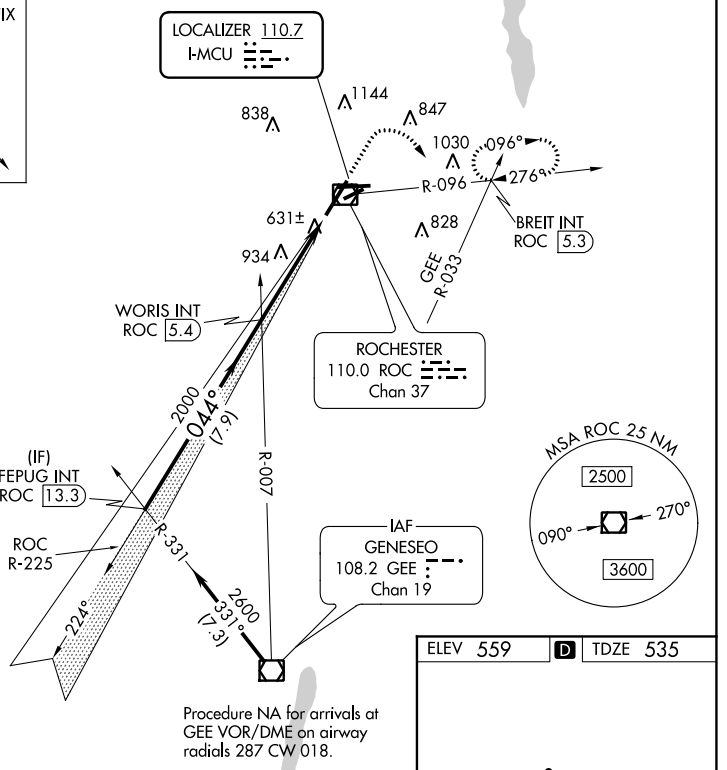 IX
LOCALIZER 110.7
I-MCU
838
1144
847
1030
096°
R-096
276°
631±
934
828
BREIT INT
ROC 5.3
GEE
R-033
WORIS INT
ROC 5.4
ROCHESTER
110.0 ROC
Chan 37
2000
044°
(7.9)
R-007
MSA ROC 25 NM
2500
090°
270°
3600
(IF)
FEPUG INT
ROC 13.3
ROC
R-225
R-331
224°
2600
331°
(7.3)
IAF
GENESEO
108.2 GEE
Chan 19
ELEV 559 D TDZE 535
Procedure NA for arrivals at
GEE VOR/DME on airway
radials 287 CW 018.